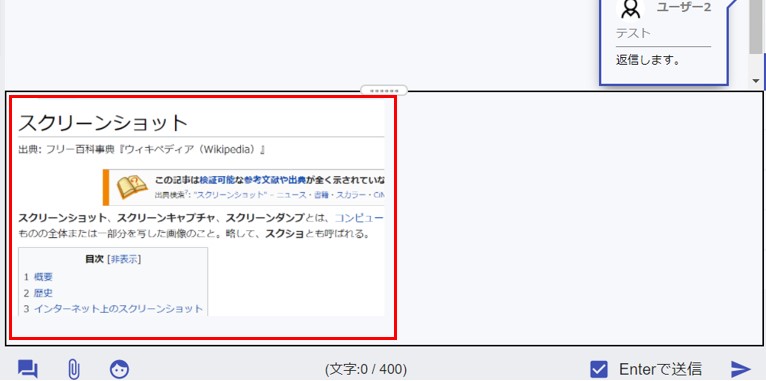 ユーザー2
テスト
返信します。
スクリーンショット
出典: フリー百科事典『ウィキペディア（Wikipedia）』
この記事は検証可能な参考文献や出典が全く示されていな
出典検索?: "スクリーンショット" – ニュース · 書籍 · スカラー · CiN
スクリーンショット、スクリーンキャプチャ、スクリーンダンプとは、コンピュー
ものの全体または一部分を写した画像のこと。略して、スクショとも呼ばれる。
目次 [非表示]
1 概要
2 歴史
3 インターネット上のスクリーンショット
(文字:0 / 400)
Enterで送信